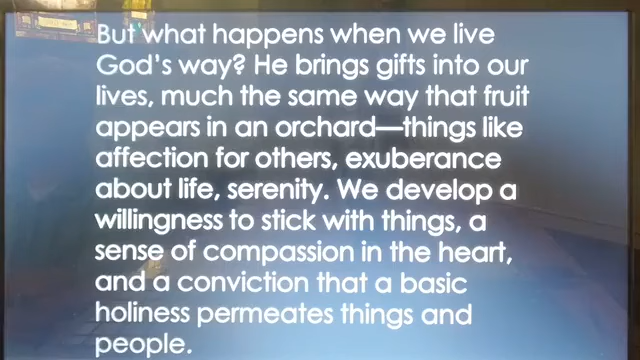 But what happens when we live
God's way? He brings gifts into our
lives, much the same way that fruit
appears in an orchard—things like
affection for others, exuberance
about life, serenity. We develop a
willingness to stick with things, a
sense of compassion in the heart,
and a conviction that a basic
holiness permeates things and
people.